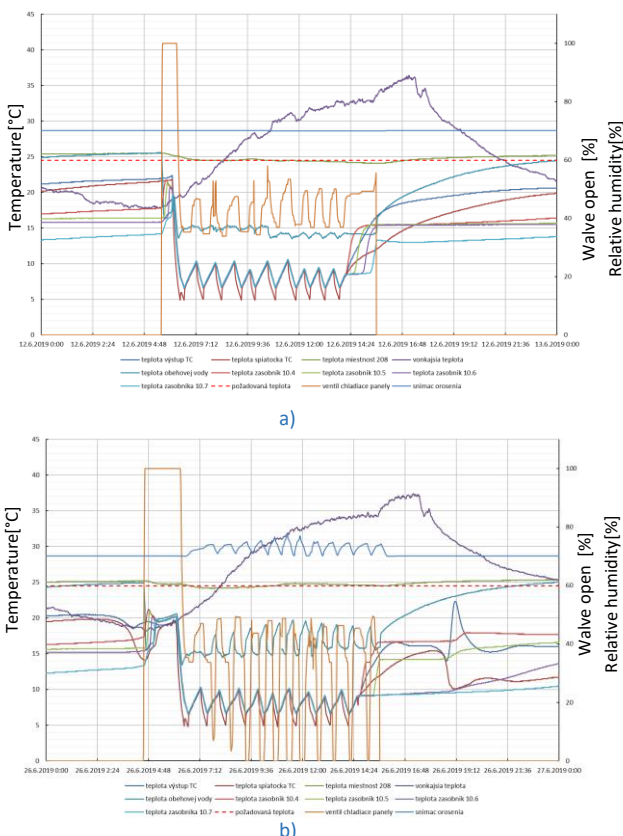 45
40
35
30
25
20
15
10
5
0
Temperature[°C]
100
80
60
40
20
0
Walve open [%]
Relative humidity[%]
12.6.2019 0:00 12.6.2019 2:24 12.6.2019 4:48 12.6.2019 7:12 12.6.2019 9:36 12.6.2019 12:00 12.6.2019 14:24 12.6.2019 16:48 12.6.2019 19:12 12.6.2019 21:36 13.6.2019 0:00
teplota výstup TC teplota spiatocka TC teplota miestnost 208 vonkajsia teplota
teplota obehovej vody teplota zasobník 10.4 teplota zasobník 10.5 teplota zasobník 10.6
teplota zasobníka 10.7 požadovaná teplota ventil chladiace panely snimac orosenia
a)
45
40
35
30
25
20
15
10
5
0
Temperature[°C]
100
80
60
40
20
0
Walve open [%]
Relative humidity[%]
26.6.2019 0:00 26.6.2019 2:24 26.6.2019 4:48 26.6.2019 7:12 26.6.2019 9:36 26.6.2019 12:00 26.6.2019 14:24 26.6.2019 16:48 26.6.2019 19:12 26.6.2019 21:36 27.6.2019 0:00
teplota výstup TC teplota spiatocka TC teplota miestnost 208 vonkajsia teplota
teplota obehovej vody teplota zasobník 10.4 teplota zasobník 10.5 teplota zasobník 10.6
teplota zasobníka 10.7 požadovaná teplota ventil chladiace panely snimac orosenia
b)